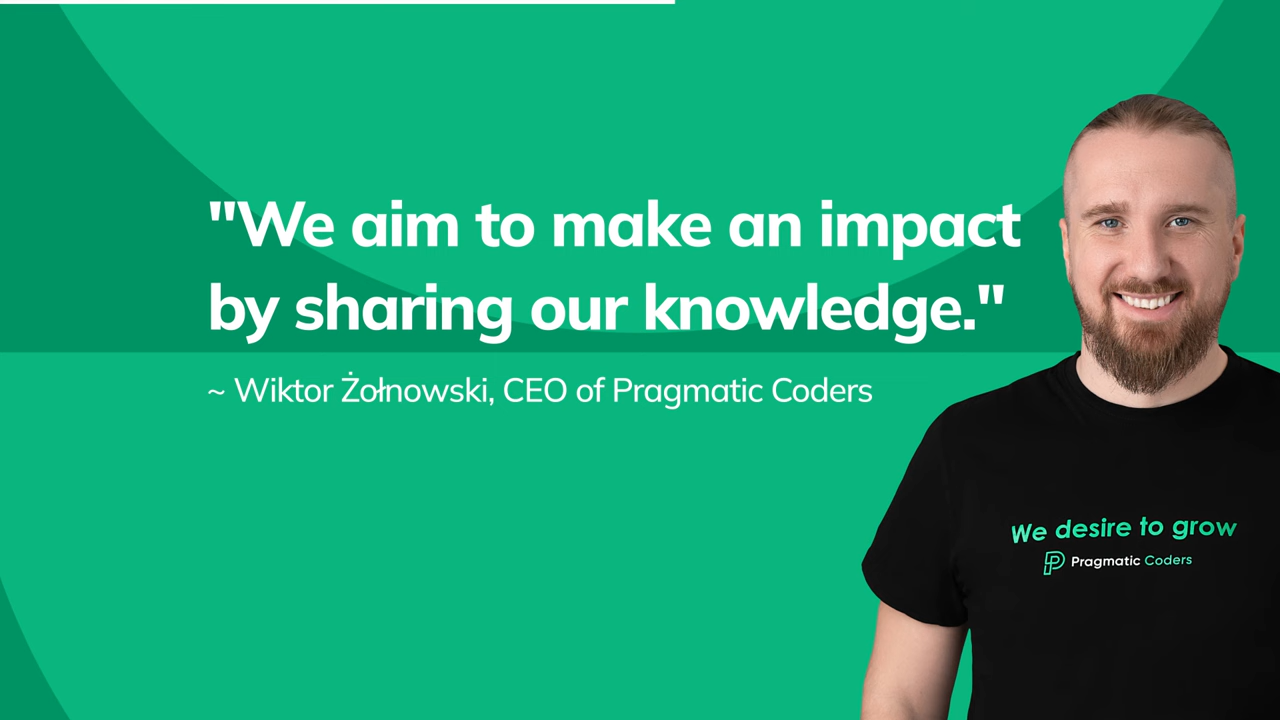 "We aim to make an impact
by sharing our knowledge."
~ Wiktor Żołnowski, CEO of Pragmatic Coders
We desire to grow
Pragmatic Coders